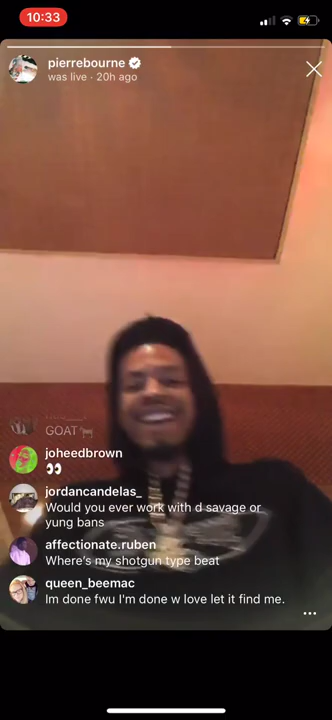 10:33
pierrebourne
was live · 20h ago
GOAT
joheedbrown
jordancandelas_
Would you ever work with d savage or
yung bans
affectionate.ruben
Where's my shotgun type beat
queen_beemac
Im done fwu I'm done w love let it find me.